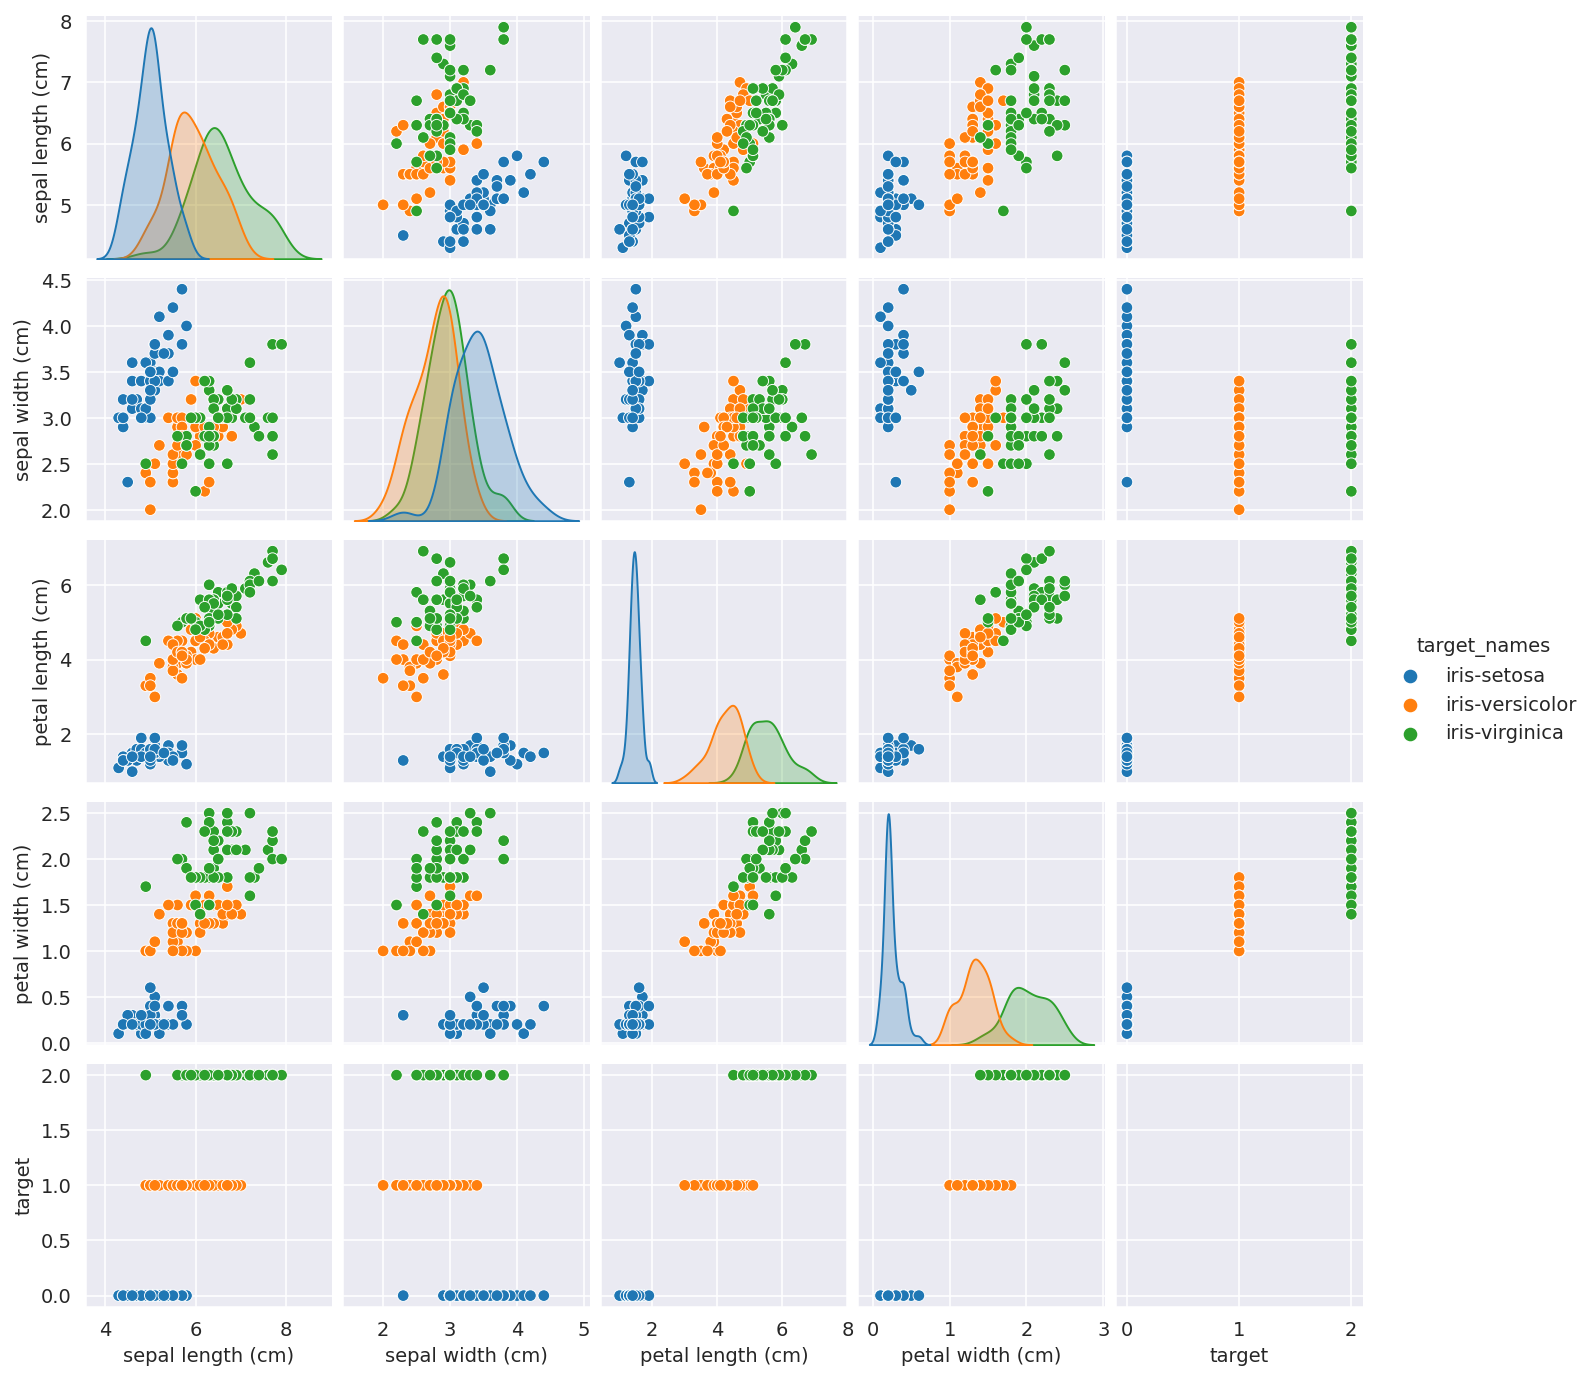 8
7
6
5
sepal length (cm)
4.5
4.0
3.5
3.0
2.5
2.0
sepal width (cm)
6
4
2
petal length (cm)
target_names
iris-setosa
iris-versicolor
iris-virginica
2.5
2.0
1.5
1.0
0.5
0.0
petal width (cm)
2.0
1.5
1.0
0.5
0.0
target
4 6 8
2 3 4 5
2 4 6 8
0 1 2 3
0 1 2
sepal length (cm)
sepal width (cm)
petal length (cm)
petal width (cm)
target